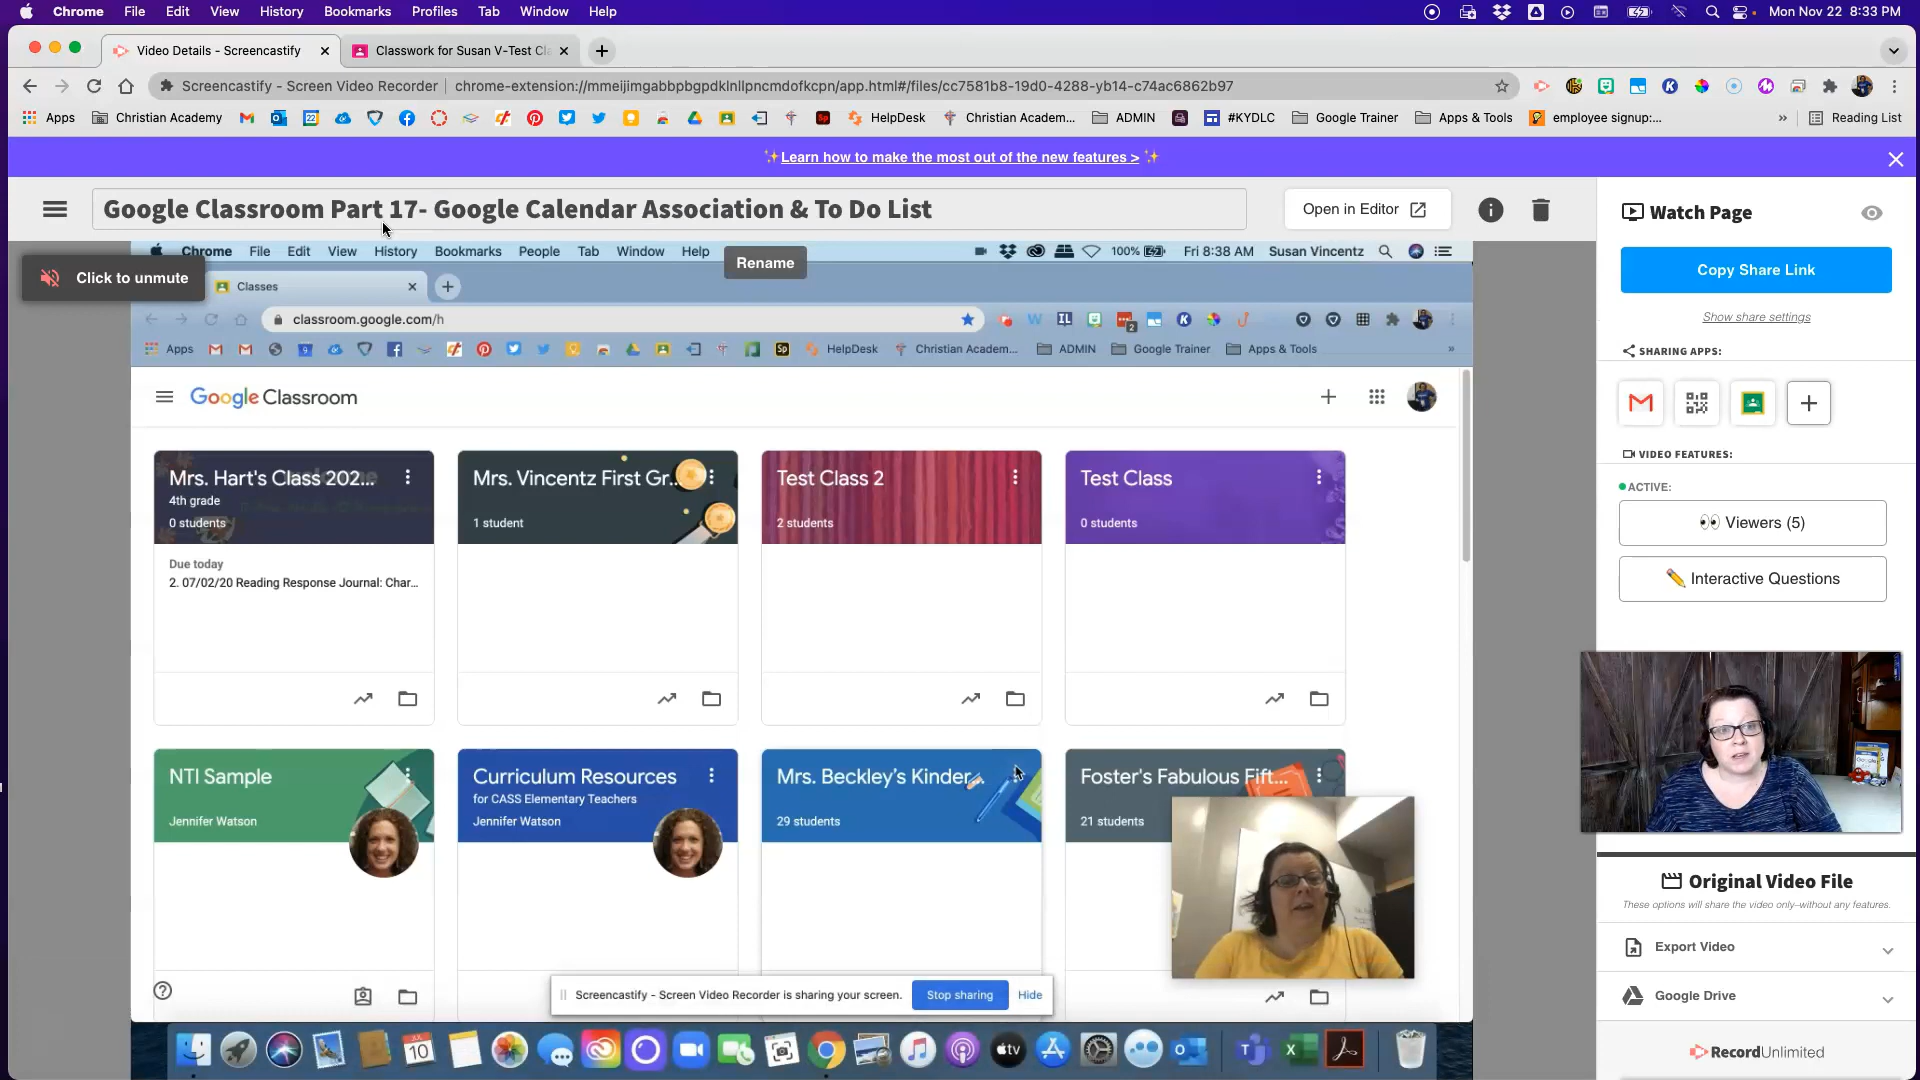 Chrome File Edit View History Bookmarks Profiles Tab Window Help
Mon Nov 22 8:33 PM
Video Details - Screencastify
Classwork for Susan V-Test Cl
Screencastify - Screen Video Recorder
chrome-extension://mmeijimgabbpbgpdklnllpncmdofkcpn/app.html#/files/cc7581b8-19d0-4288-yb14-c74ac6862b97
Apps Christian Academy HelpDesk Christian Academ... ADMIN #KYDLC Google Trainer Apps & Tools employee signup:... » Reading List
✨Learn how to make the most out of the new features >✨
Google Classroom Part 17- Google Calendar Association & To Do List
Open in Editor
Rename
Click to unmute
Chrome File Edit View History Bookmarks People Tab Window Help
100% Fri 8:38 AM Susan Vincentz
Classes
classroom.google.com/h
Apps HelpDesk Christian Academ... ADMIN Google Trainer Apps & Tools »
Google Classroom
Mrs. Hart's Class 202...
4th grade
0 students
Due today
2. 07/02/20 Reading Response Journal: Char...
Mrs. Vincentz First Gr...
1 student
Test Class 2
2 students
Test Class
0 students
NTI Sample
Jennifer Watson
Curriculum Resources
for CASS Elementary Teachers
Jennifer Watson
Mrs. Beckley's Kinder...
29 students
Foster's Fabulous Fift...
21 students
Screencastify - Screen Video Recorder is sharing your screen.
Stop sharing
Hide
JUL
10
tv
Watch Page
Copy Share Link
Show share settings
SHARING APPS:
VIDEO FEATURES:
ACTIVE:
👀 Viewers (5)
✏️ Interactive Questions
Original Video File
These options will share the video only–without any features.
Export Video
Google Drive
RecordUnlimited